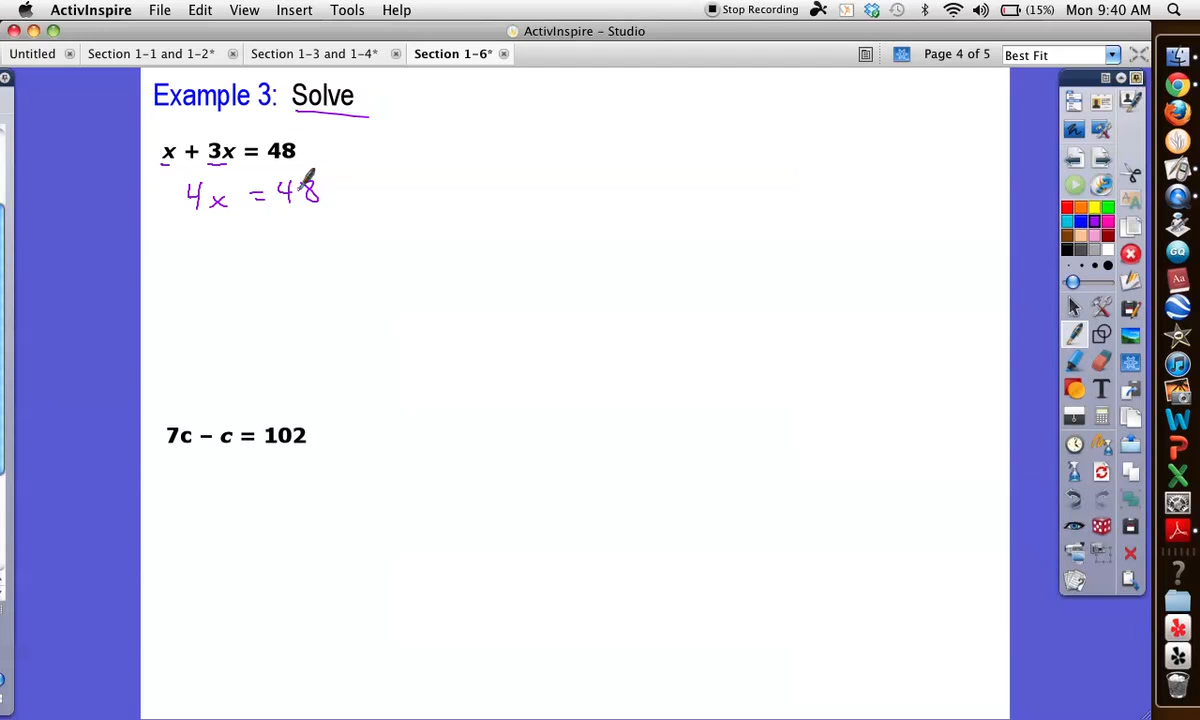 ActivInspire File Edit View Insert Tools Help Stop Recording (15%) Mon 9:40 AM
ActivInspire – Studio
Untitled Section 1-1 and 1-2* Section 1-3 and 1-4* Section 1-6* Page 4 of 5 Best Fit
Example 3: Solve
x + 3x = 48
4x = 48
7c – c = 102